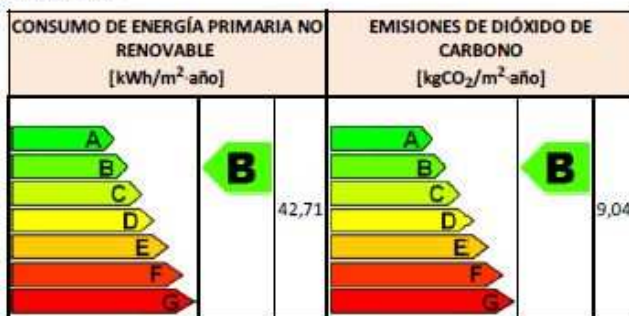 CONSUMO DE ENERGÍA PRIMARIA NO
RENOVABLE
[kWh/m²·año]
EMISIONES DE DIÓXIDO DE
CARBONO
[kgCO₂/m²·año]
A
B
C
D
E
F
G
B
42,71
A
B
C
D
E
F
G
B
9,04